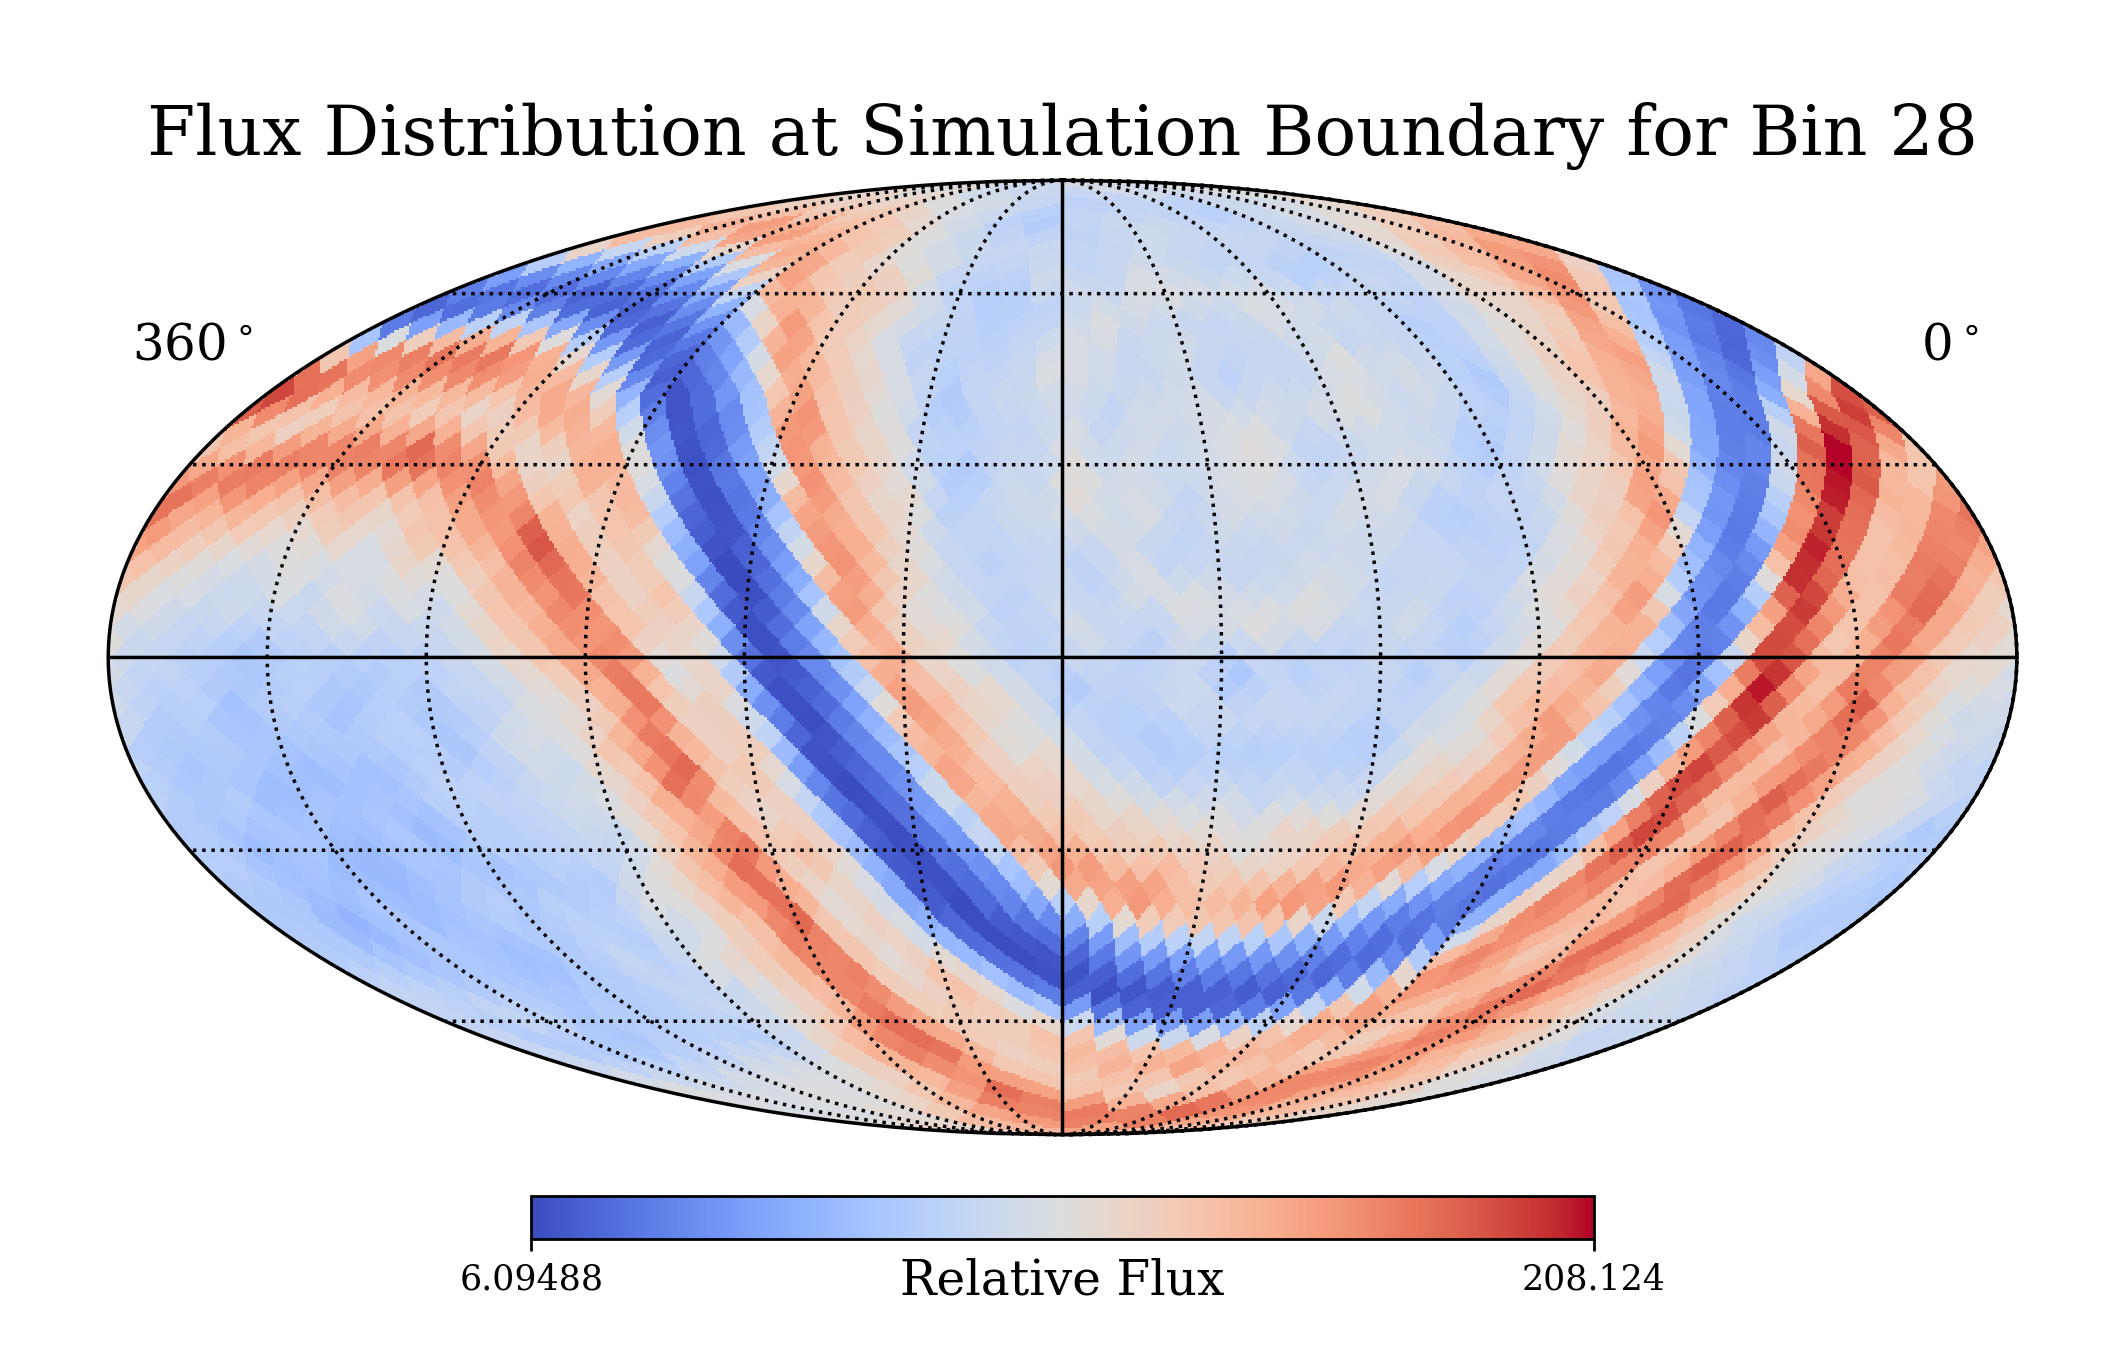 Flux Distribution at Simulation Boundary for Bin 28
360°
0°
6.09488
Relative Flux
208.124